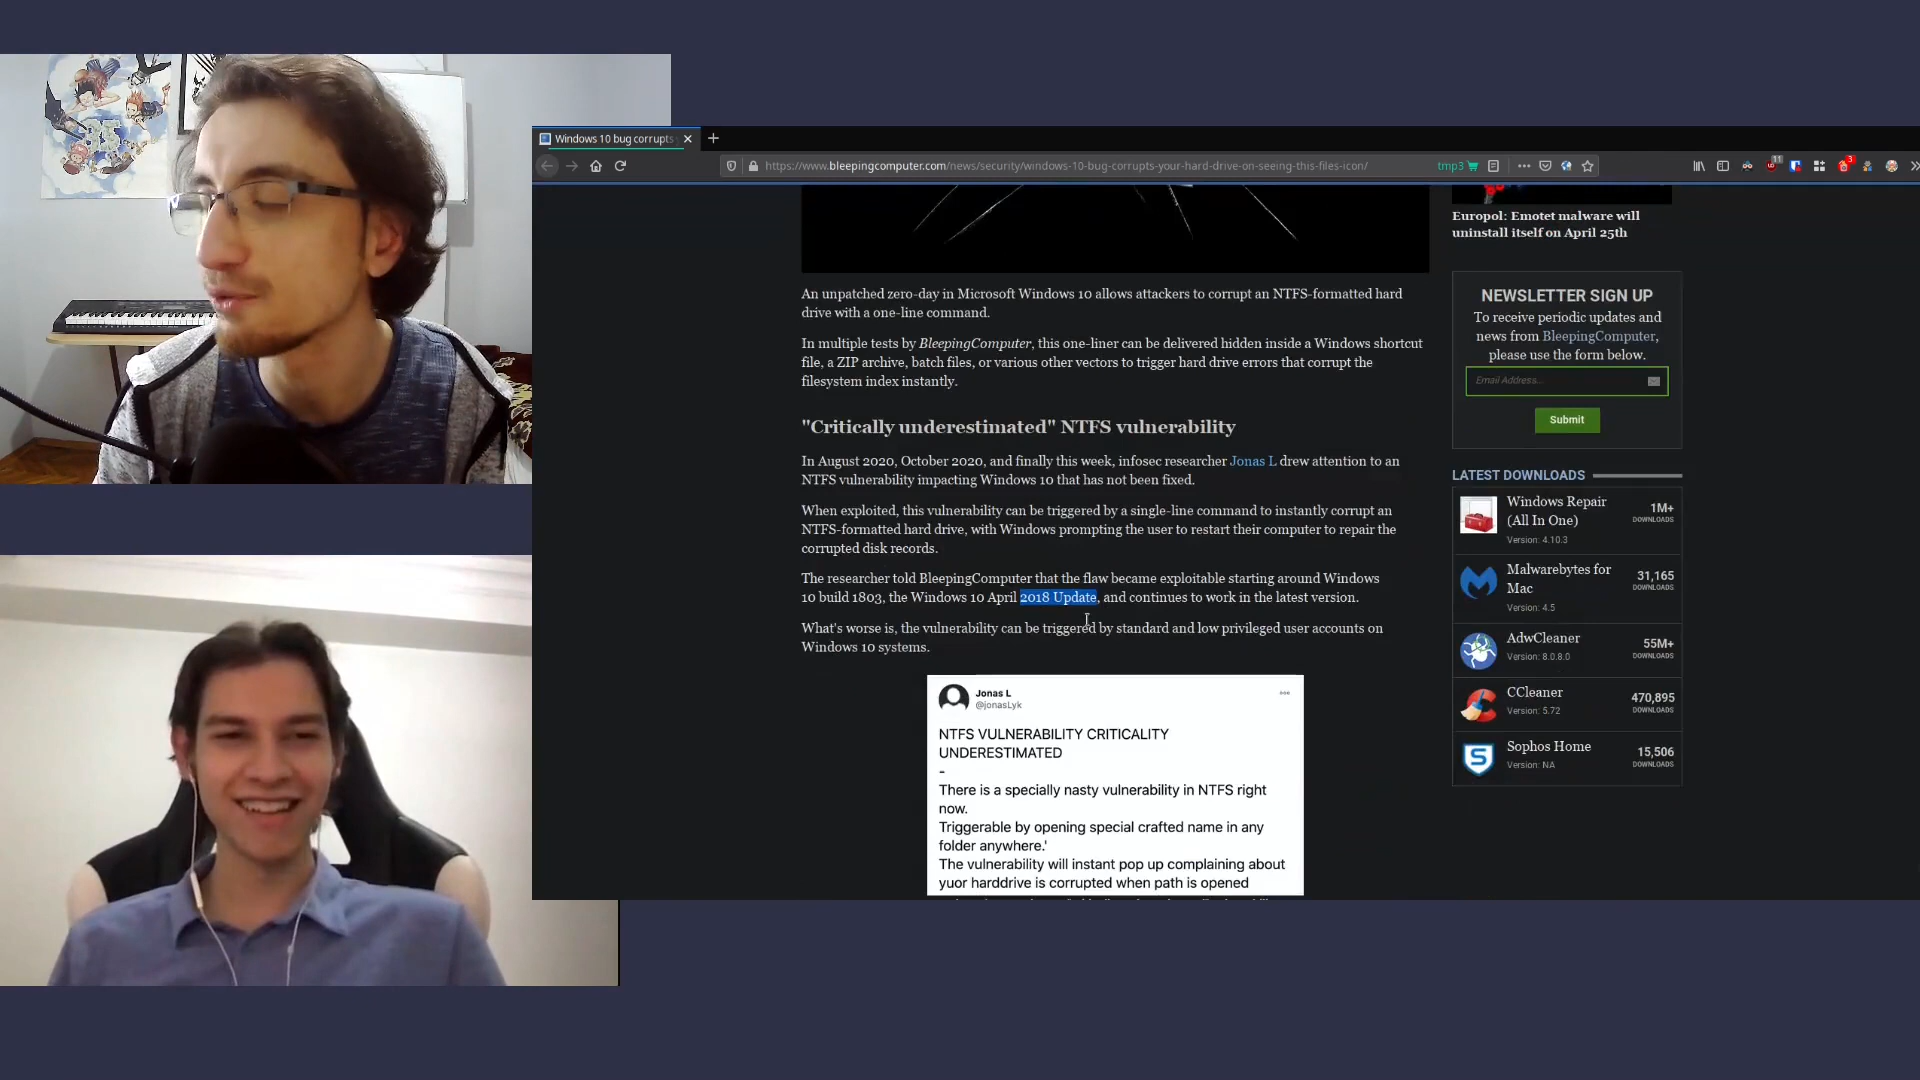 Windows 10 bug corrupts
https://www.bleepingcomputer.com/news/security/windows-10-bug-corrupts-your-hard-drive-on-seeing-this-files-icon/
tmp3
11
3
An unpatched zero-day in Microsoft Windows 10 allows attackers to corrupt an NTFS-formatted hard
drive with a one-line command.
In multiple tests by BleepingComputer, this one-liner can be delivered hidden inside a Windows shortcut
file, a ZIP archive, batch files, or various other vectors to trigger hard drive errors that corrupt the
filesystem index instantly.
"Critically underestimated" NTFS vulnerability
In August 2020, October 2020, and finally this week, infosec researcher Jonas L drew attention to an
NTFS vulnerability impacting Windows 10 that has not been fixed.
When exploited, this vulnerability can be triggered by a single-line command to instantly corrupt an
NTFS-formatted hard drive, with Windows prompting the user to restart their computer to repair the
corrupted disk records.
The researcher told BleepingComputer that the flaw became exploitable starting around Windows
10 build 1803, the Windows 10 April 2018 Update, and continues to work in the latest version.
What's worse is, the vulnerability can be triggered by standard and low privileged user accounts on
Windows 10 systems.
Jonas L
@jonasLyk
NTFS VULNERABILITY CRITICALITY
UNDERESTIMATED
-
There is a specially nasty vulnerability in NTFS right
now.
Triggerable by opening special crafted name in any
folder anywhere.'
The vulnerability will instant pop up complaining about
yuor harddrive is corrupted when path is opened
Europol: Emotet malware will
uninstall itself on April 25th
NEWSLETTER SIGN UP
To receive periodic updates and
news from BleepingComputer,
please use the form below.
Email Address...
Submit
LATEST DOWNLOADS
Windows Repair
(All In One)
Version: 4.10.3
1M+
DOWNLOADS
Malwarebytes for
Mac
Version: 4.5
31,165
DOWNLOADS
AdwCleaner
Version: 8.0.8.0
55M+
DOWNLOADS
CCleaner
Version: 5.72
470,895
DOWNLOADS
Sophos Home
Version: NA
15,506
DOWNLOADS